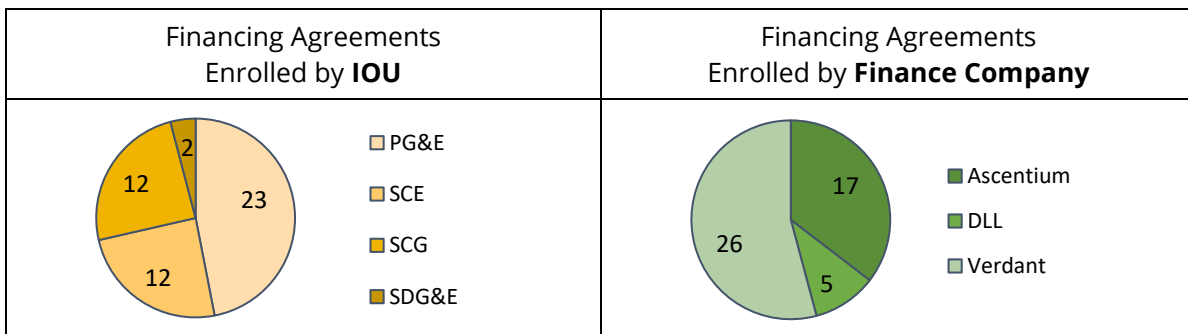 Financing Agreements
Enrolled by IOU
Financing Agreements
Enrolled by Finance Company
2
12
23
12
PG&E
SCE
SCG
SDG&E
17
26
5
Ascentium
DLL
Verdant